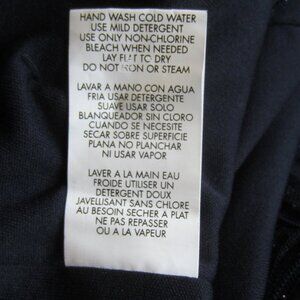 HAND WASH COLD WATER
USE MILD DETERGENT
USE ONLY NON-CHLORINE
BLEACH WHEN NEEDED
LAY FLAT TO DRY
DO NOT IRON OR STEAM
LAVAR A MANO CON AGUA
FRIA USAR DETERGENTE
SUAVE USAR SOLO
BLANQUEADOR SIN CLORO
CUANDO SE NECESITE
SECAR SOBRE SUPERFICIE
PLANA NO PLANCHAR
NI USAR VAPOR
LAVER A LA MAIN EAU
FROIDE UTILISER UN
DETERGENT DOUX
JAVELLISANT SANS CHLORE
AU BESOIN SECHER A PLAT
NE PAS REPASSER
OU A LA VAPEUR